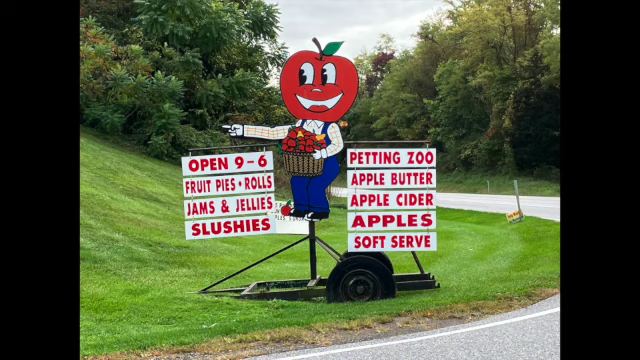 OPEN 9-6
FRUIT PIES • ROLLS
JAMS & JELLIES
SLUSHIES
PETTING ZOO
APPLE BUTTER
APPLE CIDER
APPLES
SOFT SERVE